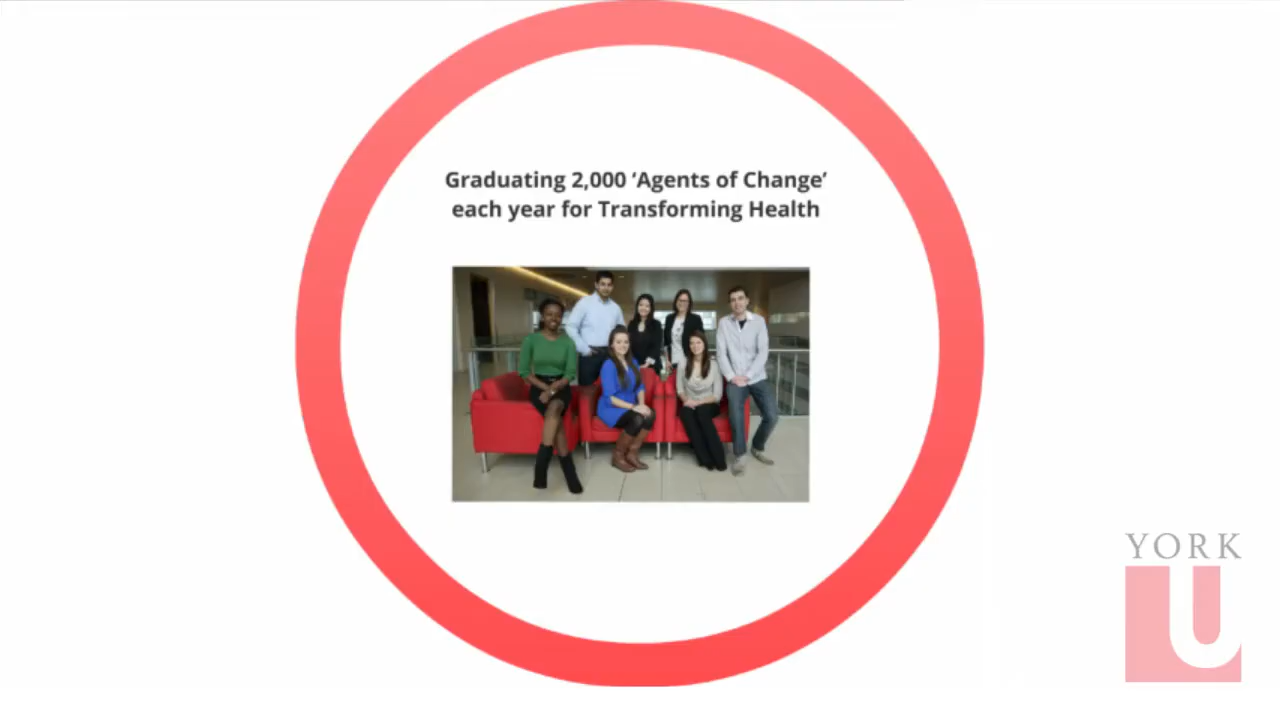 Graduating 2,000 ‘Agents of Change’
each year for Transforming Health
YORK
U